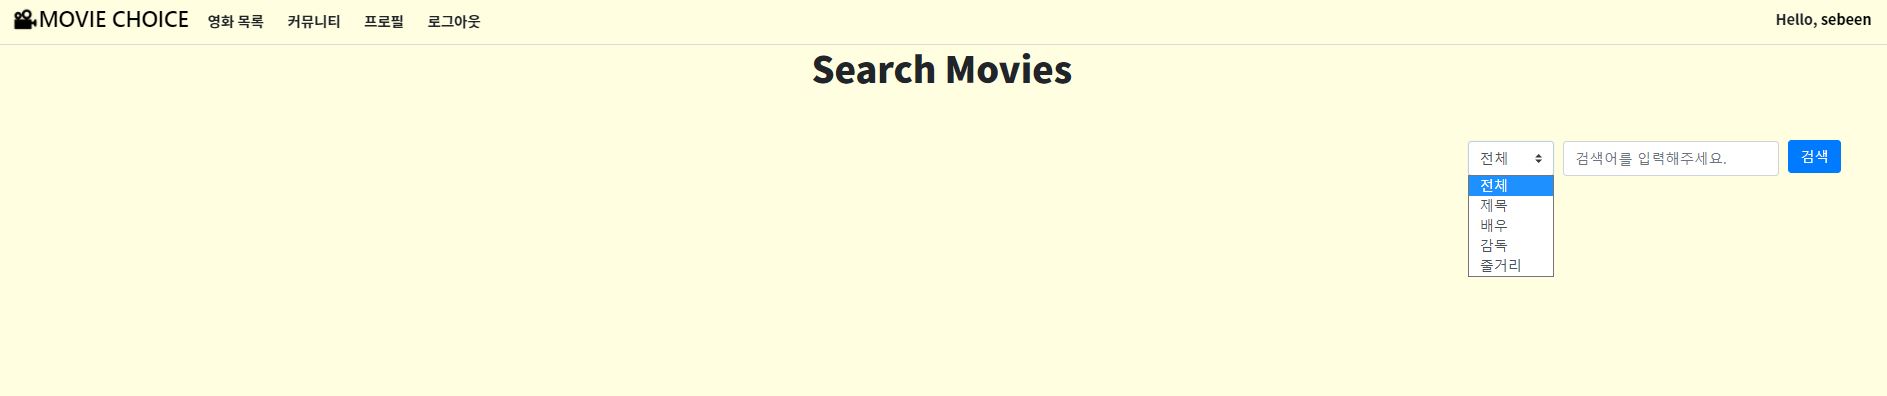 MOVIE CHOICE 영화 목록 커뮤니티 프로필 로그아웃 Hello, sebeen
Search Movies
전체 검색어를 입력해주세요. 검색
전체
제목
배우
감독
줄거리